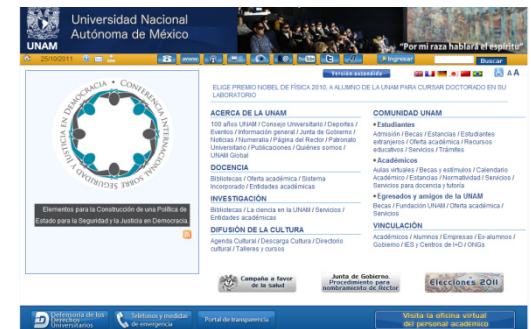 Universidad Nacional
Autónoma de México
UNAM
"Por mi raza hablará el espíritu"
25/10/2011
www
Ingresar
Buscar
Versión extendida
A A
SEGURIDAD Y JUSTICIA EN DEMOCRACIA • CONFERENCIA INTERNACIONAL SOBRE
Elementos para la Construcción de una Política de
Estado para la Seguridad y la Justicia en Democracia.
ELIGE PREMIO NOBEL DE FÍSICA 2010, A ALUMNO DE LA UNAM PARA CURSAR DOCTORADO EN SU
LABORATORIO
ACERCA DE LA UNAM
100 años UNAM / Consejo Universitario / Deportes /
Eventos / Información general / Junta de Gobierno /
Noticias / Numeralia / Página del Rector / Patronato
Universitario / Publicaciones / Quiénes somos /
UNAM Global
DOCENCIA
Bibliotecas / Oferta académica / Sistema
Incorporado / Entidades académicas
INVESTIGACIÓN
Bibliotecas / La ciencia en la UNAM / Servicios /
Entidades académicas
DIFUSIÓN DE LA CULTURA
Agenda Cultural / Descarga Cultura / Directorio
cultural / Talleres y cursos
COMUNIDAD UNAM
• Estudiantes
Admisión / Becas / Estancias / Estudiantes
extranjeros / Oferta académica / Recursos
educativos / Servicios / Trámites
• Académicos
Aulas virtuales / Becas y estímulos / Calendario
Académico / Estancias / Normatividad / Servicios /
Servicios para docencia y tutoría
• Egresados y amigos de la UNAM
Becas / Fundación UNAM / Oferta académica /
Servicios
VINCULACIÓN
Académicos / Alumnos / Empresas / Ex-alumnos /
Gobierno / IES y Centros de I+D / ONGs
Campaña a favor
de la salud
Junta de Gobierno.
Procedimiento para
nombramiento de Rector
Elecciones 2011
Defensoría de los
Derechos
Universitarios
Teléfonos y medidas
de emergencia
Portal de transparencia
Visita la oficina virtual
del personal académico